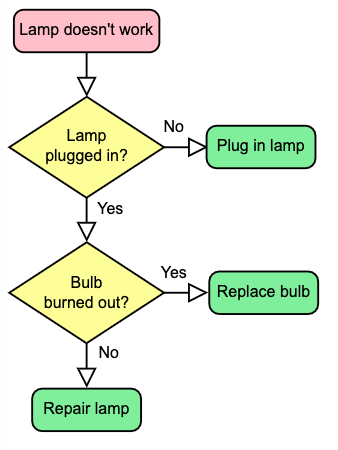 Lamp doesn't work
Lamp
plugged in?
No
Plug in lamp
Yes
Bulb
burned out?
Yes
Replace bulb
No
Repair lamp